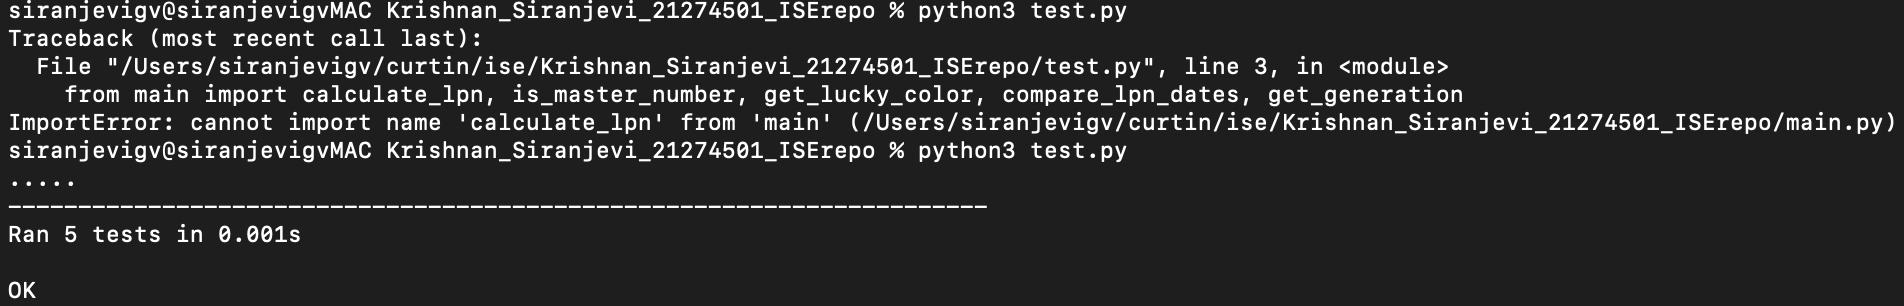 siranjevigv@siranjevigvMAC Krishnan_Siranjevi_21274501_ISErepo % python3 test.py
Traceback (most recent call last):
  File "/Users/siranjevigv/curtin/ise/Krishnan_Siranjevi_21274501_ISErepo/test.py", line 3, in <module>
    from main import calculate_lpn, is_master_number, get_lucky_color, compare_lpn_dates, get_generation
ImportError: cannot import name 'calculate_lpn' from 'main' (/Users/siranjevigv/curtin/ise/Krishnan_Siranjevi_21274501_ISErepo/main.py)
siranjevigv@siranjevigvMAC Krishnan_Siranjevi_21274501_ISErepo % python3 test.py
.....
----------------------------------------------------------------------
Ran 5 tests in 0.001s

OK